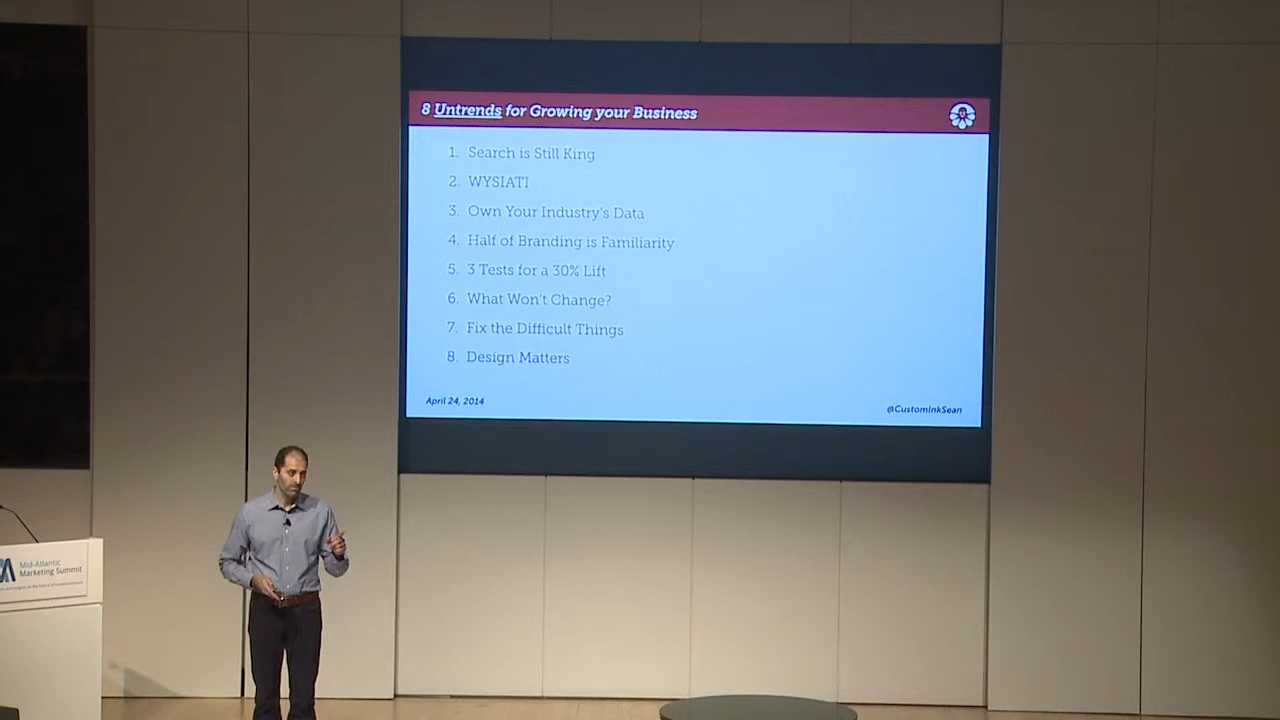 8 Untrends for Growing your Business
1. Search is Still King
2. WYSIATI
3. Own Your Industry's Data
4. Half of Branding is Familiarity
5. 3 Tests for a 30% Lift
6. What Won't Change?
7. Fix the Difficult Things
8. Design Matters
April 24, 2014
@CustomInkSean
Mid-Atlantic
Marketing Summit